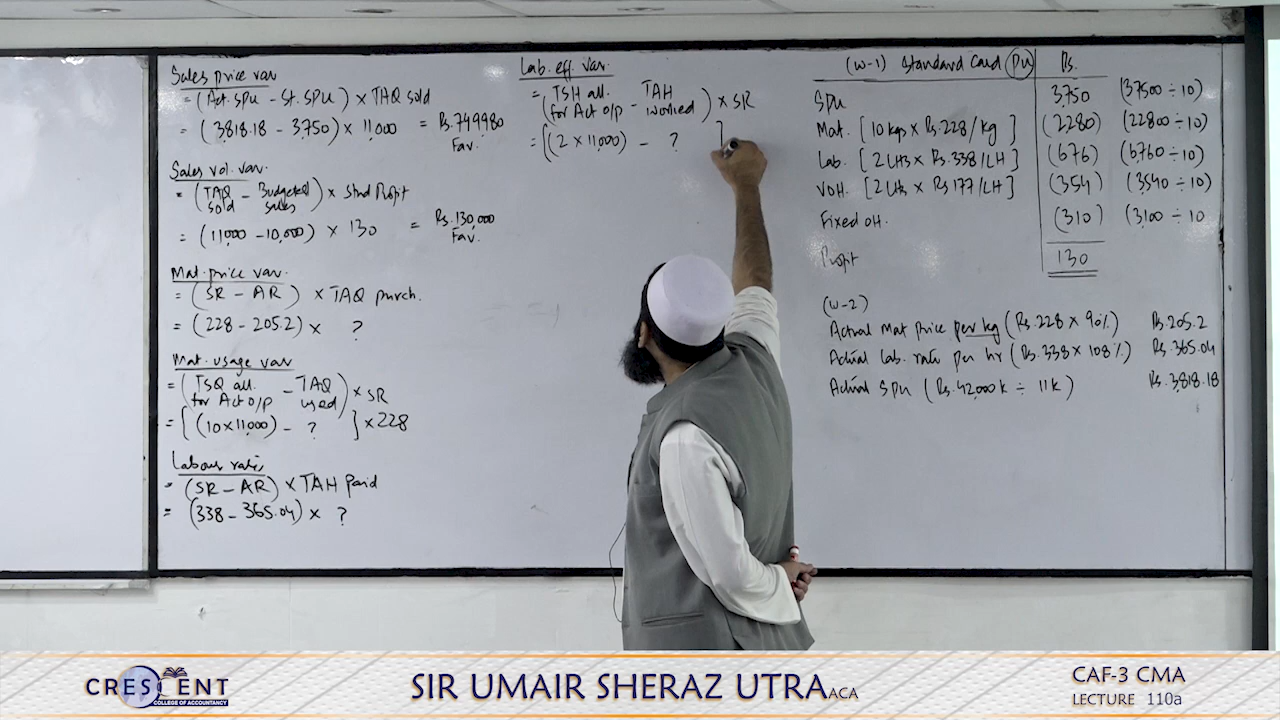 Sales price var
= (Act. SPU - St. SPU) × TAQ sold
= (3818.18 - 3750) × 11,000 = Rs. 749980 Fav.
Sales vol. var
= (TAQ sold - Budgeted sales) × Stnd Profit
= (11,000 - 10,000) × 130 = Rs. 130,000 Fav.
Mat. price var.
= (SR - AR) × TAQ purch.
= (228 - 205.2) × ?
Mat. usage var
= (TSQ all. for Act o/p - TAQ used) × SR
= [(10 × 11,000) - ? ] × 228
Labour rate
= (SR - AR) × TAH Paid
= (338 - 365.04) × ?
Lab. eff var.
= (TSH all. for Act o/p - TAH worked) × SR
= [(2 × 11,000) - ? ]
(W-1) Standard Card (PU) Rs.
SPU 3,750 (37500 ÷ 10)
Mat. [10 kgs × Rs. 228/kg] (2280) (22800 ÷ 10)
Lab. [2 LHs × Rs. 338/LH] (676) (6760 ÷ 10)
VOH. [2 LHs × Rs 177/LH] (354) (3540 ÷ 10)
Fixed OH. (310) (3,100 ÷ 10
Profit 130
(W-2)
Actual Mat Price per kg (Rs. 228 × 90%) Rs. 205.2
Actual Lab. rate per hr (Rs. 338 × 108%) Rs. 365.04
Actual SPU (Rs. 42,000k ÷ 11k) Rs. 3,818.18
CRESCENT
COLLEGE OF ACCOUNTANCY
SIR UMAIR SHERAZ UTRA ACA
CAF-3 CMA
LECTURE 110a